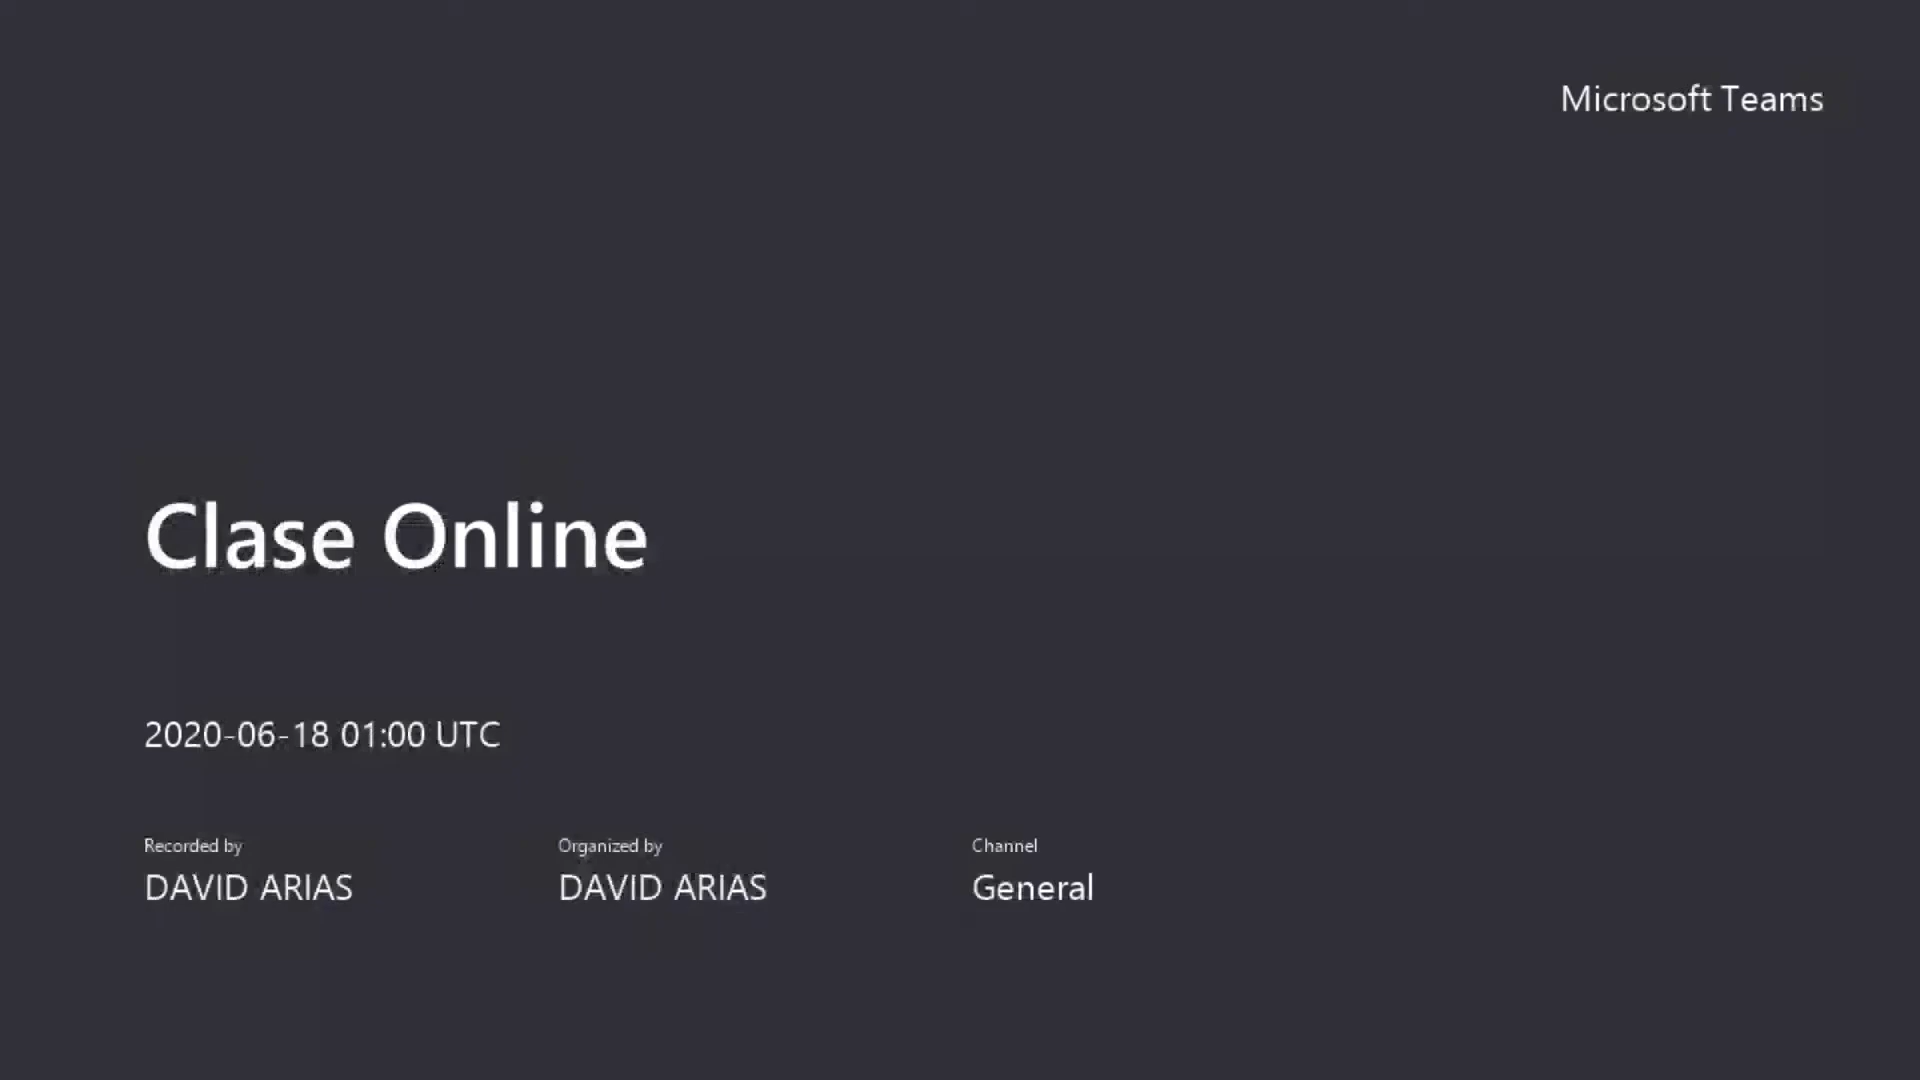 Microsoft Teams
Clase Online
2020-06-18 01:00 UTC
Recorded by
DAVID ARIAS
Organized by
DAVID ARIAS
Channel
General